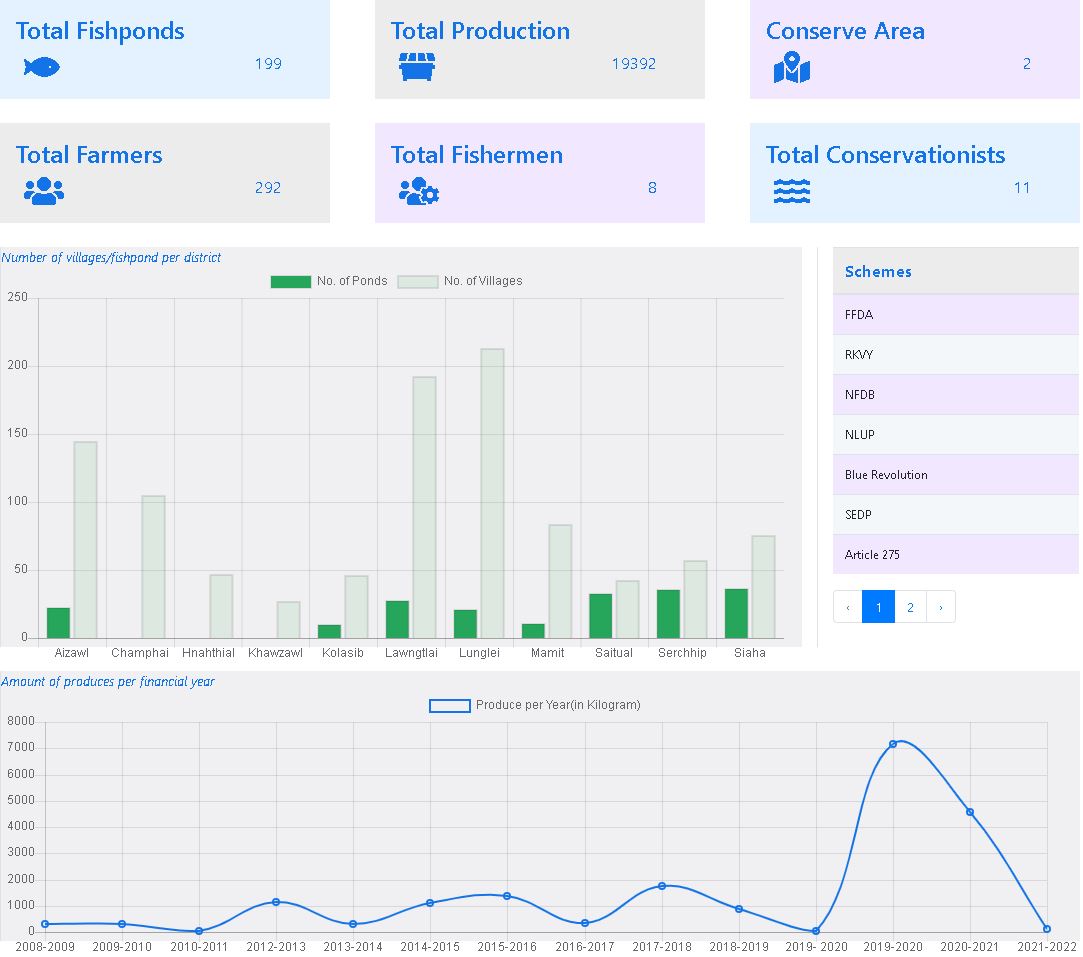 Total Fishponds
199
Total Production
19392
Conserve Area
2
Total Farmers
292
Total Fishermen
8
Total Conservationists
11
Number of villages/fishpond per district
No. of Ponds No. of Villages
250
200
150
100
50
0
Aizawl Champhai Hnahthial Khawzawl Kolasib Lawngtlai Lunglei Mamit Saitual Serchhip Siaha
Schemes
FFDA
RKVY
NFDB
NLUP
Blue Revolution
SEDP
Article 275
‹ 1 2 ›
Amount of produces per financial year
Produce per Year(in Kilogram)
8000
7000
6000
5000
4000
3000
2000
1000
0
2008-2009 2009-2010 2010-2011 2012-2013 2013-2014 2014-2015 2015-2016 2016-2017 2017-2018 2018-2019 2019- 2020 2019-2020 2020-2021 2021-2022